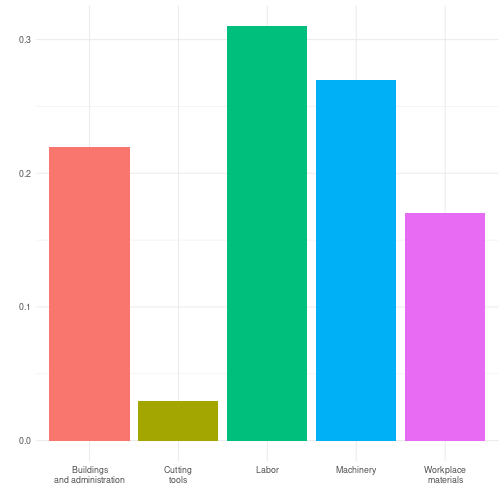 0.3
0.2
0.1
0.0
Buildings
and administration
Cutting
tools
Labor
Machinery
Workplace
materials